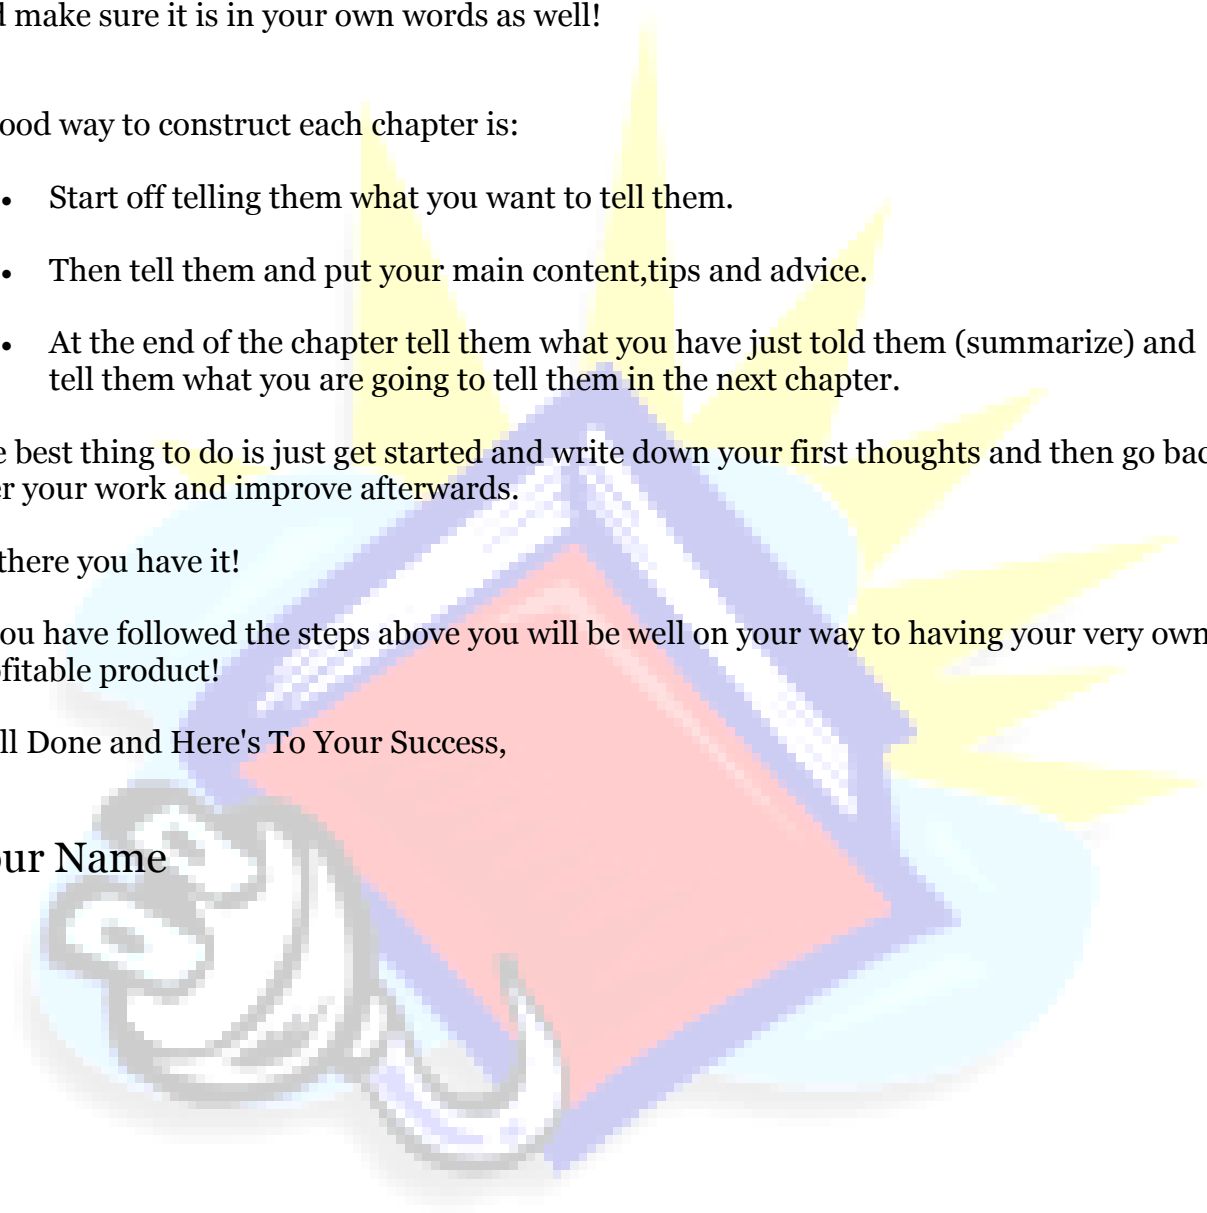 make sure it is in your own words as well!
ood way to construct each chapter is:
• Start off telling them what you want to tell them.
• Then tell them and put your main content,tips and advice.
• At the end of the chapter tell them what you have just told them (summarize) and
tell them what you are going to tell them in the next chapter.
e best thing to do is just get started and write down your first thoughts and then go bac
er your work and improve afterwards.
there you have it!
ou have followed the steps above you will be well on your way to having your very own
fitable product!
ll Done and Here's To Your Success,
ur Name